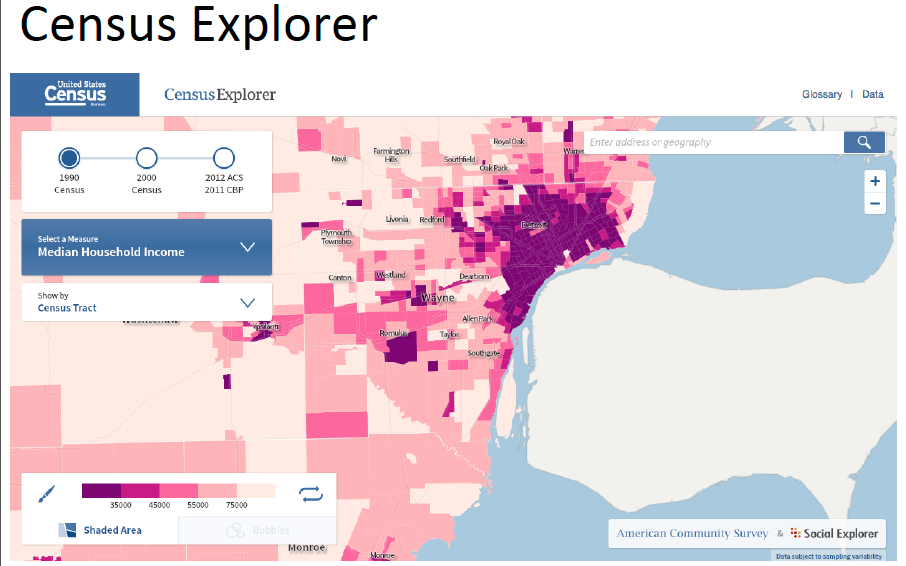 Census Explorer
United States
Census
Bureau
Census Explorer
Glossary | Data
1990
Census
2000
Census
2012 ACS
2011 CBP
Select a Measure
Median Household Income
Show by
Census Tract
Enter address or geography
+
−
Royal Oak
Warren
Novi
Farmington
Hills
Southfield
Oak Park
Livonia
Redford
Detroit
Plymouth
Township
Canton
Westland
Dearborn
Wayne
Ypsilanti
Allen Park
Romulus
Taylor
Southgate
35000 45000 55000 75000
Shaded Area
Bubbles
Monroe
Monroe
American Community Survey & Social Explorer
Data subject to sampling variability